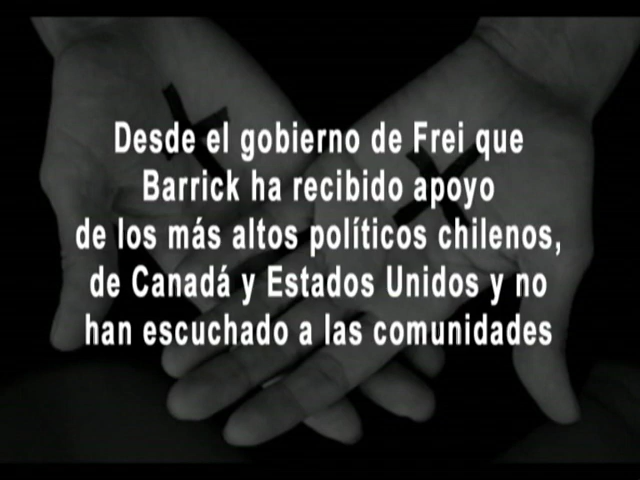 Desde el gobierno de Frei que
Barrick ha recibido apoyo
de los más altos políticos chilenos,
de Canadá y Estados Unidos y no
han escuchado a las comunidades